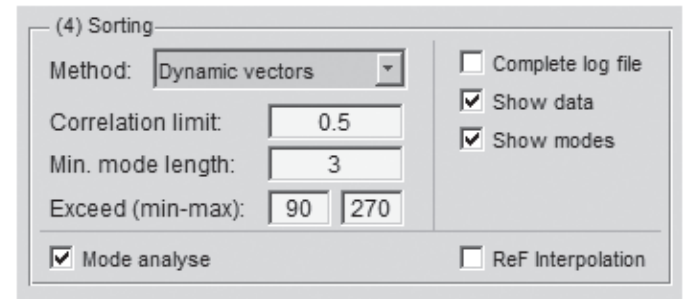 (4) Sorting
Method: Dynamic vectors
Correlation limit: 0.5
Min. mode length: 3
Exceed (min-max): 90 270
Complete log file
Show data
Show modes
Mode analyse
ReF Interpolation